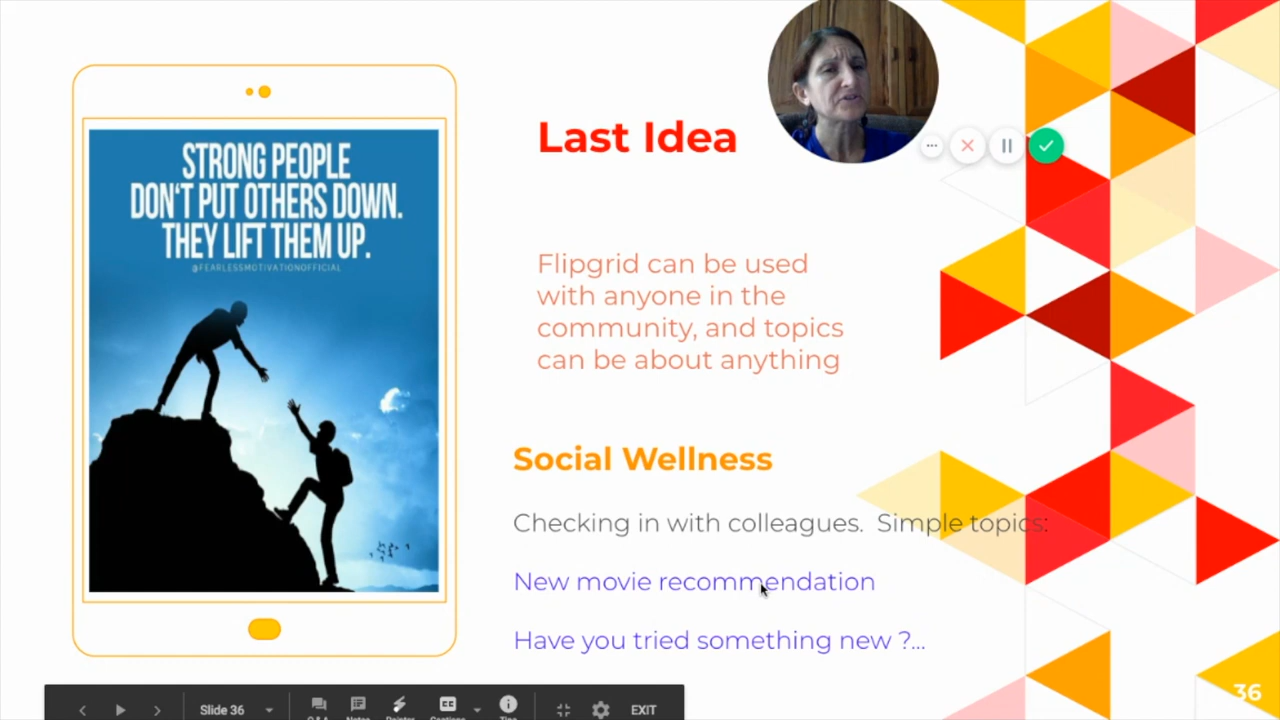 STRONG PEOPLE
DON'T PUT OTHERS DOWN.
THEY LIFT THEM UP.
@FEARLESSMOTIVATIONOFFICIAL
Last Idea
Flipgrid can be used
with anyone in the
community, and topics
can be about anything
Social Wellness
Checking in with colleagues.  Simple topics:
New movie recommendation
Have you tried something new ?...
36
Slide 36
EXIT